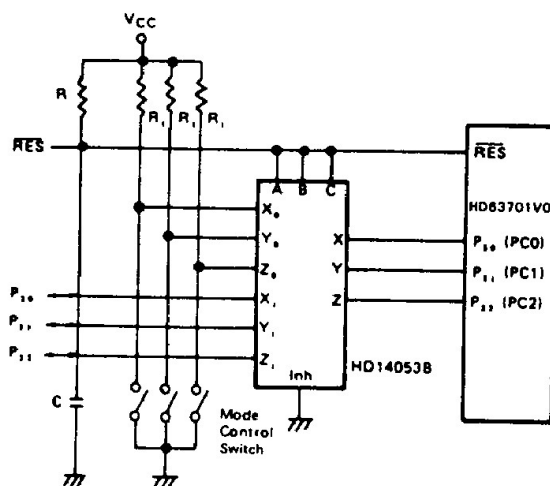 VCC
R
R₁
R₁
R₁
RES
RES
A
B
C
HD63701V0
X₀
Y₀
Z₀
X
Y
Z
P₂₀ (PC0)
P₂₁ (PC1)
P₂₂ (PC2)
P₂₀
P₂₁
P₂₂
X₁
Y₁
Z₁
Inh
HD14053B
C
Mode
Control
Switch